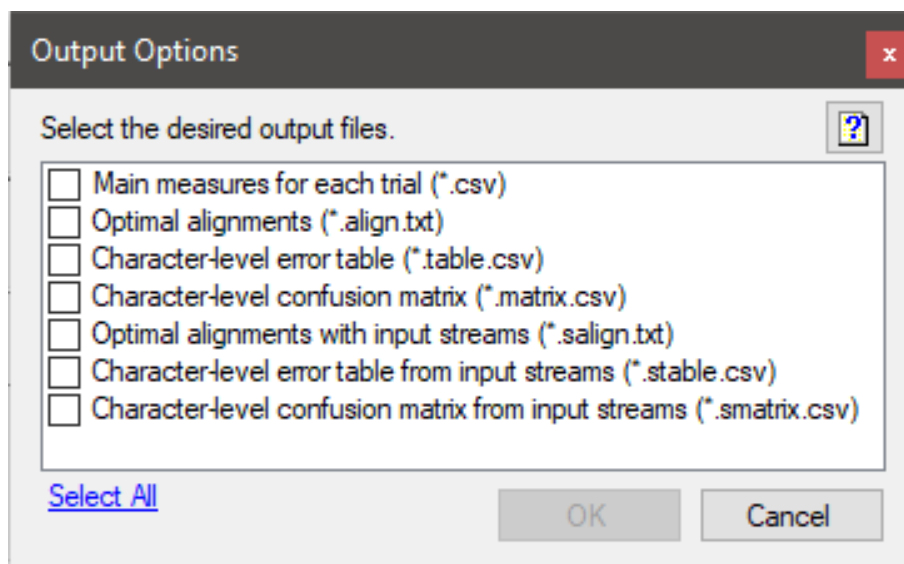 Output Options
x
Select the desired output files.
?
Main measures for each trial (*.csv)
Optimal alignments (*.align.txt)
Character-level error table (*.table.csv)
Character-level confusion matrix (*.matrix.csv)
Optimal alignments with input streams (*.salign.txt)
Character-level error table from input streams (*.stable.csv)
Character-level confusion matrix from input streams (*.smatrix.csv)
Select All
OK
Cancel